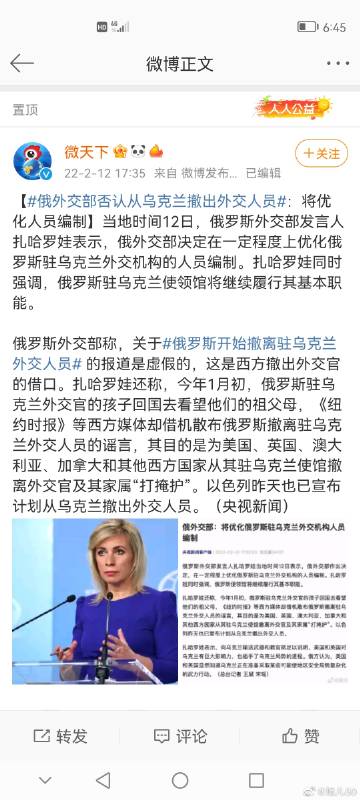 HD 4G 6:45
微博正文
置顶
人人公益
微天下
22-2-12 17:35 来自 微博发布... 已编辑
+关注
【#俄外交部否认从乌克兰撤出外交人员#：将优
化人员编制】当地时间12日，俄罗斯外交部发言人
扎哈罗娃表示，俄外交部决定在一定程度上优化俄
罗斯驻乌克兰外交机构的人员编制。扎哈罗娃同时
强调，俄罗斯驻乌克兰使领馆将继续履行其基本职
能。
俄罗斯外交部称，关于#俄罗斯开始撤离驻乌克兰
外交人员# 的报道是虚假的，这是西方撤出外交官
的借口。扎哈罗娃还称，今年1月初，俄罗斯驻乌
克兰外交官的孩子回国去看望他们的祖父母，《纽
约时报》等西方媒体却借机散布俄罗斯撤离驻乌克
兰外交人员的谣言，其目的是为美国、英国、澳大
利亚、加拿大和其他西方国家从其驻乌克兰使馆撤
离外交官及其家属“打掩护”。以色列昨天也已宣布
计划从乌克兰撤出外交人员。（央视新闻）
俄外交部：将优化俄罗斯驻乌克兰外交机构人员
编制
转发
评论
赞